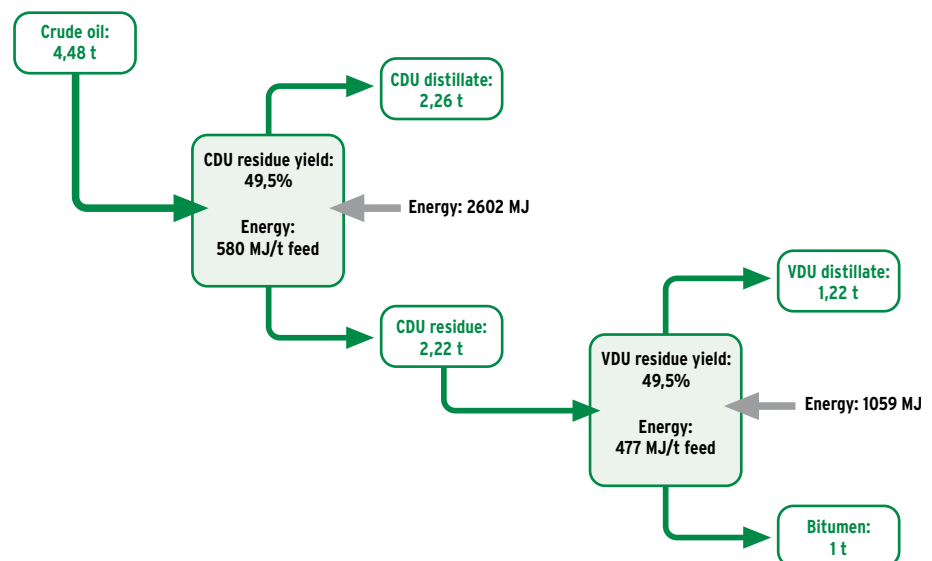 Crude oil:
4,48 t
CDU distillate:
2,26 t
CDU residue yield:
49,5%
Energy:
580 MJ/t feed
Energy: 2602 MJ
CDU residue:
2,22 t
VDU distillate:
1,22 t
VDU residue yield:
49,5%
Energy:
477 MJ/t feed
Energy: 1059 MJ
Bitumen:
1 t